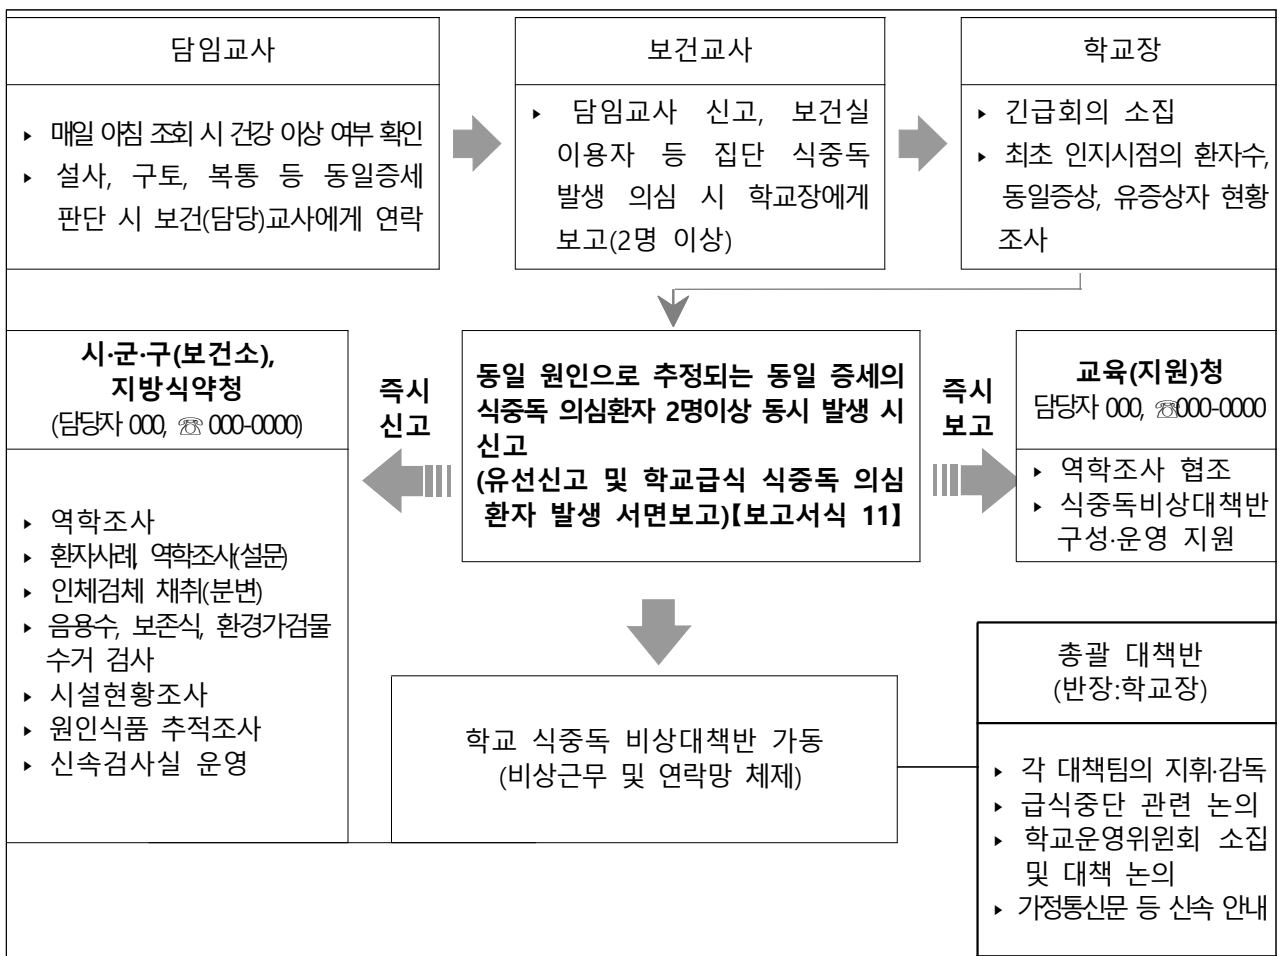 담임교사
▸ 매일 아침 조회 시 건강 이상 여부 확인
▸ 설사, 구토, 복통 등 동일증세
판단 시 보건(담당)교사에게 연락
보건교사
▸ 담임교사 신고, 보건실
이용자 등 집단 식중독
발생 의심 시 학교장에게
보고(2명 이상)
학교장
▸ 긴급회의 소집
▸ 최초 인지시점의 환자수,
동일증상, 유증상자 현황
조사
시·군·구(보건소),
지방식약청
(담당자 000, ☏ 000-0000)
▸ 역학조사
▸ 환자사례, 역학조사(설문)
▸ 인체검체 채취(분변)
▸ 음용수, 보존식, 환경가검물
수거 검사
▸ 시설현황조사
▸ 원인식품 추적조사
▸ 신속검사실 운영
즉시
신고
동일 원인으로 추정되는 동일 증세의
식중독 의심환자 2명이상 동시 발생 시
신고
(유선신고 및 학교급식 식중독 의심
환자 발생 서면보고)【보고서식 11】
즉시
보고
교육(지원)청
담당자 000, ☏000-0000
▸ 역학조사 협조
▸ 식중독비상대책반
구성·운영 지원
학교 식중독 비상대책반 가동
(비상근무 및 연락망 체제)
총괄 대책반
(반장:학교장)
▸ 각 대책팀의 지휘·감독
▸ 급식중단 관련 논의
▸ 학교운영위원회 소집
및 대책 논의
▸ 가정통신문 등 신속 안내